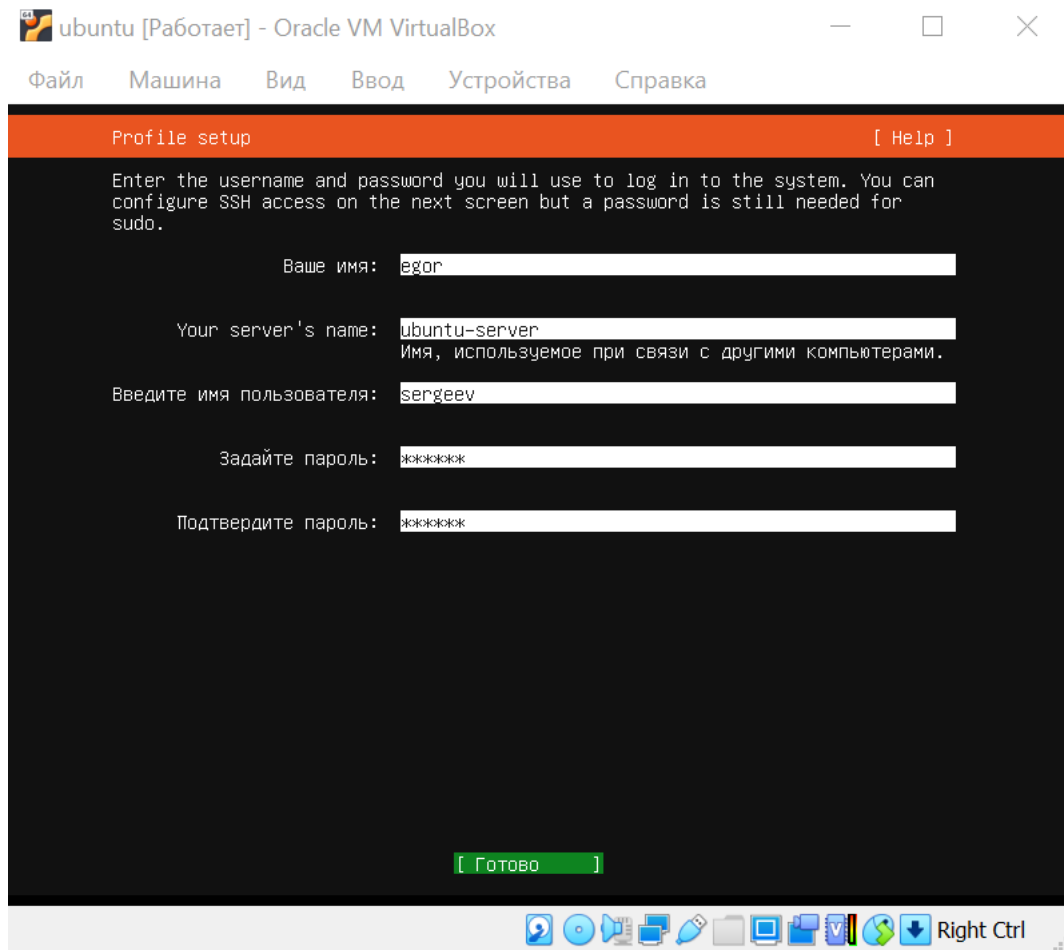 64
ubuntu [Работает] - Oracle VM VirtualBox
Файл Машина Вид Ввод Устройства Справка
Profile setup [ Help ]
Enter the username and password you will use to log in to the system. You can
configure SSH access on the next screen but a password is still needed for
sudo.
Ваше имя: egor
Your server's name: ubuntu-server
Имя, используемое при связи с другими компьютерами.
Введите имя пользователя: sergeev
Задайте пароль: ******
Подтвердите пароль: ******
[ Готово ]
Right Ctrl